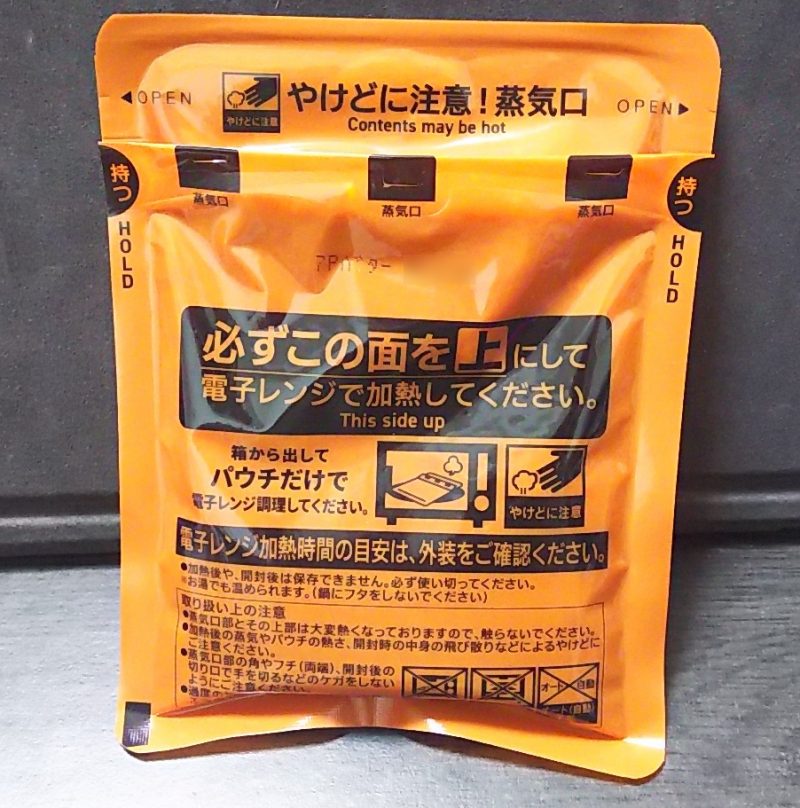 ◀OPEN
やけどに注意
やけどに注意！蒸気口
Contents may be hot
OPEN▶
持つ
HOLD
蒸気口
蒸気口
蒸気口
持つ
HOLD
必ずこの面を上にして
電子レンジで加熱してください。
This side up
箱から出して
パウチだけで
電子レンジ調理してください。
やけどに注意
電子レンジ加熱時間の目安は、外装をご確認ください。
●加熱後や、開封後は保存できません。必ず使い切ってください。
※お湯でも温められます。（鍋にフタをしないでください）
取り扱い上の注意
●蒸気口部とその上部は大変熱くなっておりますので、触らないでください。
●加熱後の蒸気やパウチの熱さ、開封時の中身の飛び散りなどによるやけどに
ご注意ください。
●蒸気口部の角やフチ（両端）、開封後の
切り口で手を切るなどのケガをしない
ようにご注意ください。
●過度の
オート 自動
オート（自動）